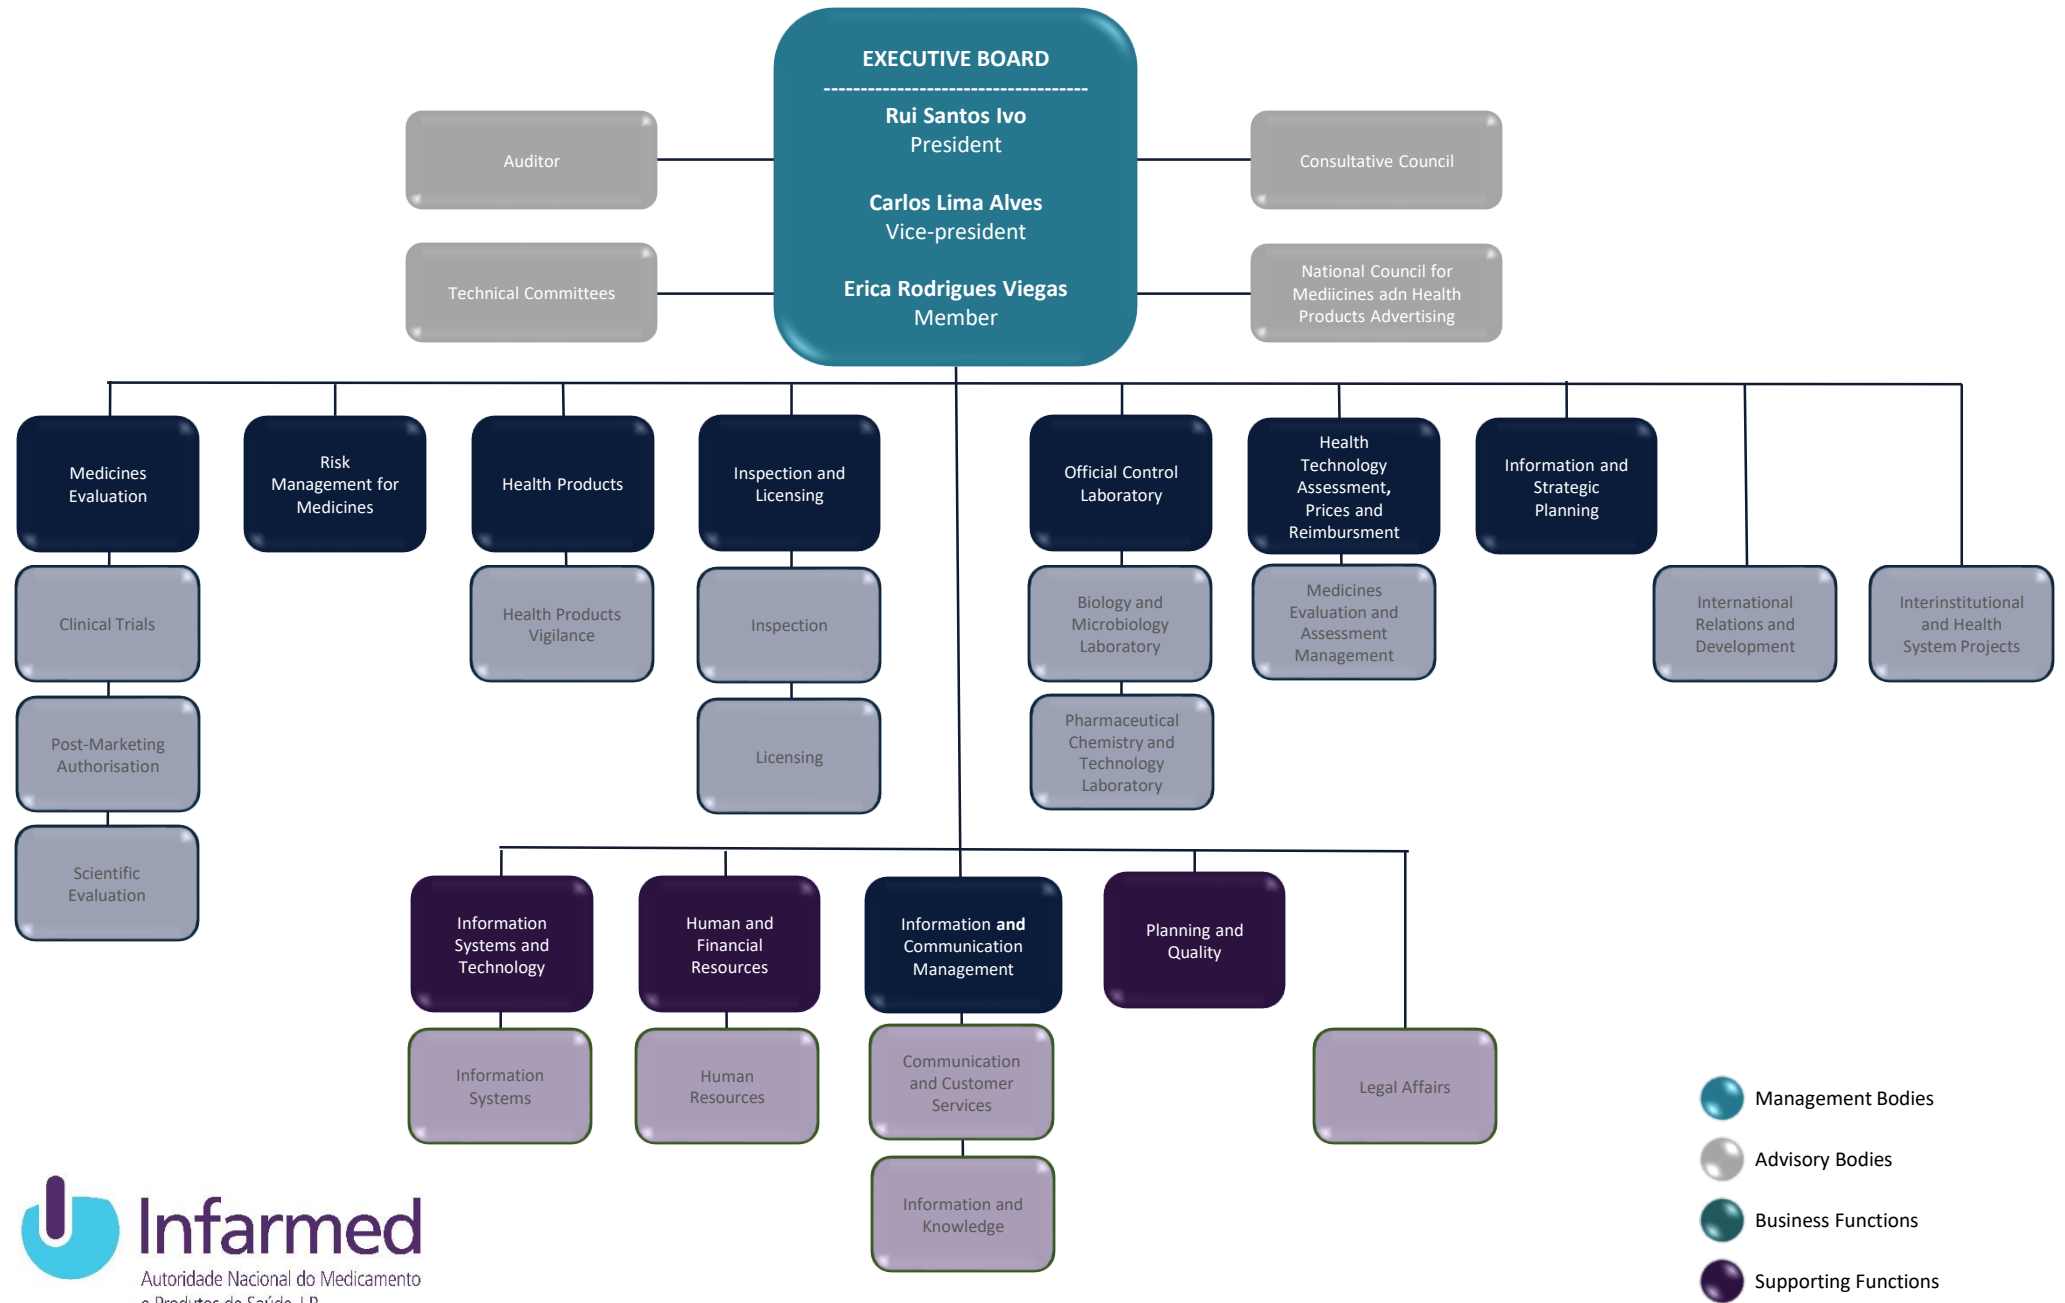 EXECUTIVE BOARD
------------------------------------
Rui Santos Ivo
President
Carlos Lima Alves
Vice-president
Erica Rodrigues Viegas
Member
Auditor
Technical Committees
Consultative Council
National Council for
Mediicines adn Health
Products Advertising
Medicines
Evaluation
Risk
Management for
Medicines
Health Products
Inspection and
Licensing
Official Control
Laboratory
Health
Technology
Assessment,
Prices and
Reimbursment
Information and
Strategic
Planning
Clinical Trials
Post-Marketing
Authorisation
Scientific
Evaluation
Health Products
Vigilance
Inspection
Licensing
Biology and
Microbiology
Laboratory
Pharmaceutical
Chemistry and
Technology
Laboratory
Medicines
Evaluation and
Assessment
Management
International
Relations and
Development
Interinstitutional
and Health
System Projects
Information
Systems and
Technology
Human and
Financial
Resources
Information and
Communication
Management
Planning and
Quality
Information
Systems
Human
Resources
Communication
and Customer
Services
Information and
Knowledge
Legal Affairs
Management Bodies
Advisory Bodies
Business Functions
Supporting Functions
Infarmed
Autoridade Nacional do Medicamento
e Produtos de Saúde, I.P.